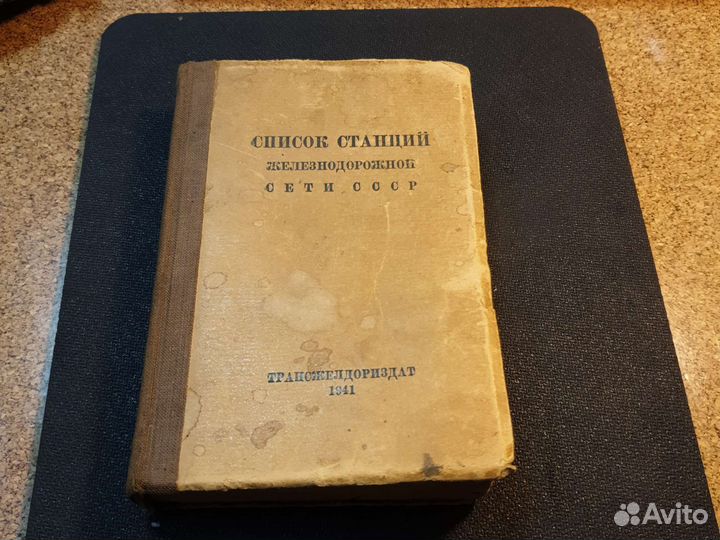 СПИСОК СТАНЦИЙ
ЖЕЛЕЗНОДОРОЖНОЙ
СЕТИ СССР
ТРАНСЖЕЛДОРИЗДАТ
1941
Avito